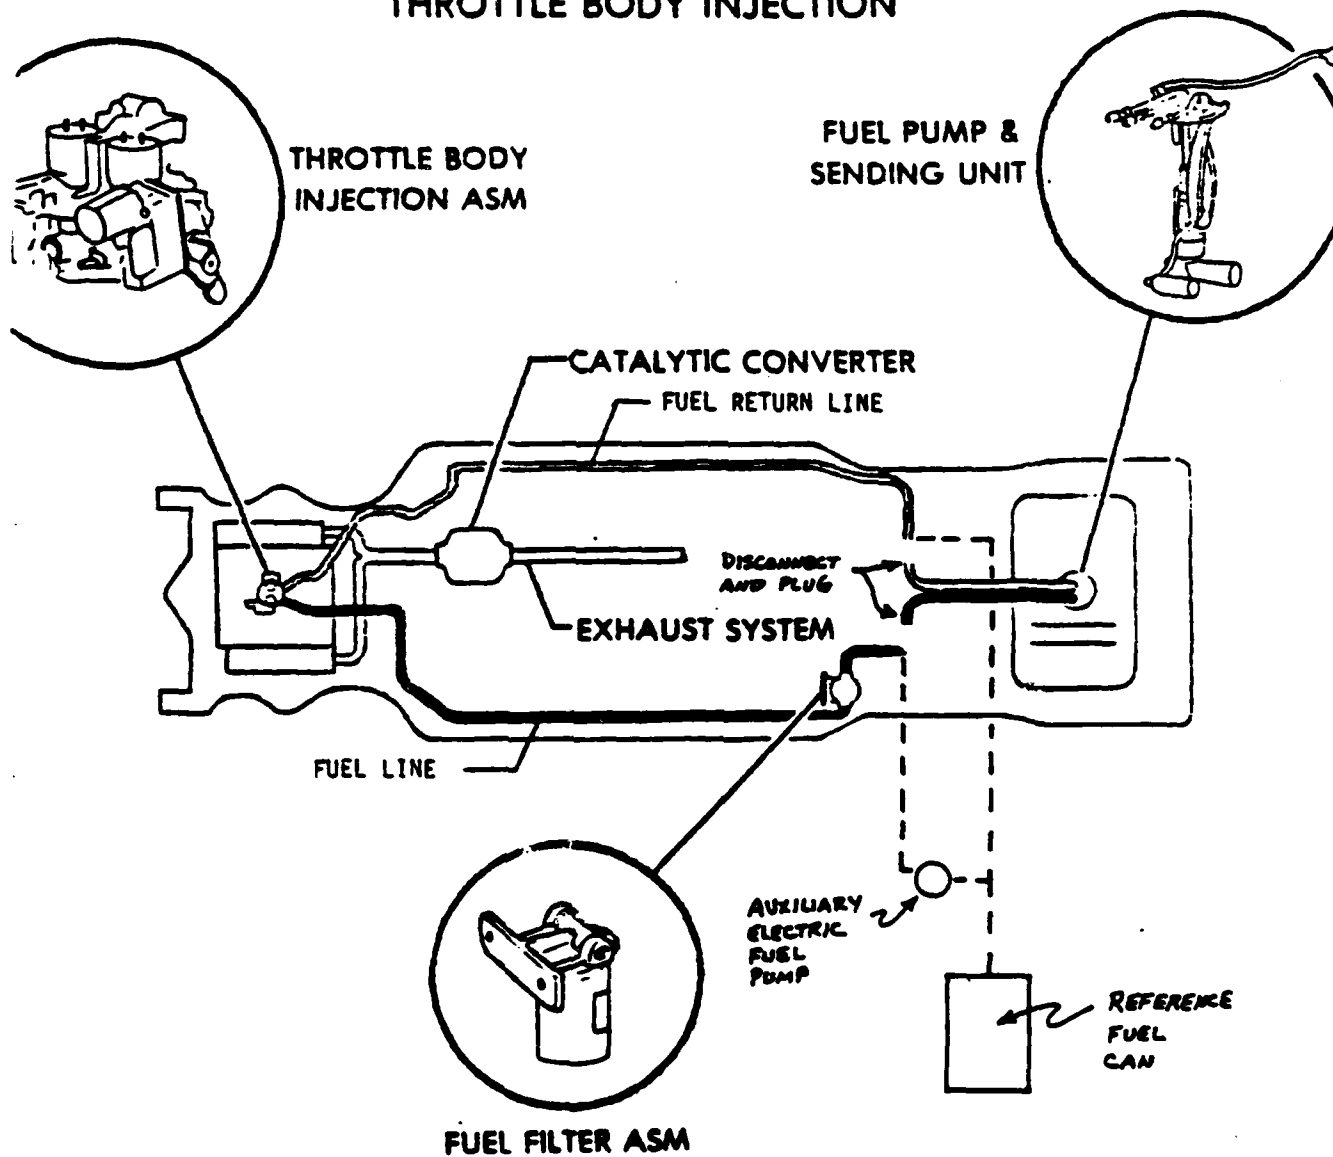 THROTTLE BODY INJECTION
THROTTLE BODY
INJECTION ASM
FUEL PUMP &
SENDING UNIT
CATALYTIC CONVERTER
FUEL RETURN LINE
DISCONNECT
AND PLUG
EXHAUST SYSTEM
FUEL LINE
AUXILIARY
ELECTRIC
FUEL
PUMP
REFERENCE
FUEL
CAN
FUEL FILTER ASM